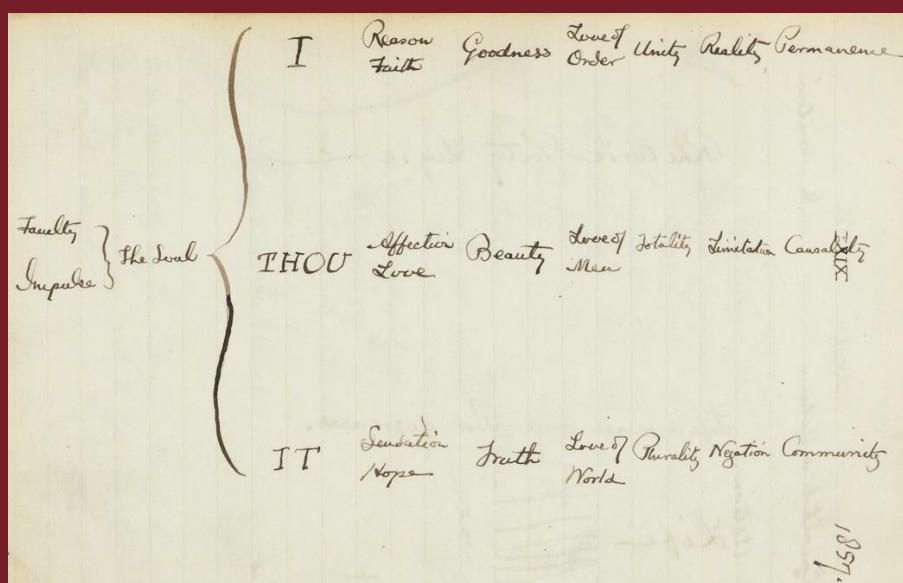 I Reason Goodness Love of Unity Reality Permanence
Faith Order
Faculty The Soul THOU Affection Beauty Love of Totality Limitation Causality
Impulse Love Men
XIX
IT Sensation Truth Love of Plurality Negation Community
Hope World
1857.